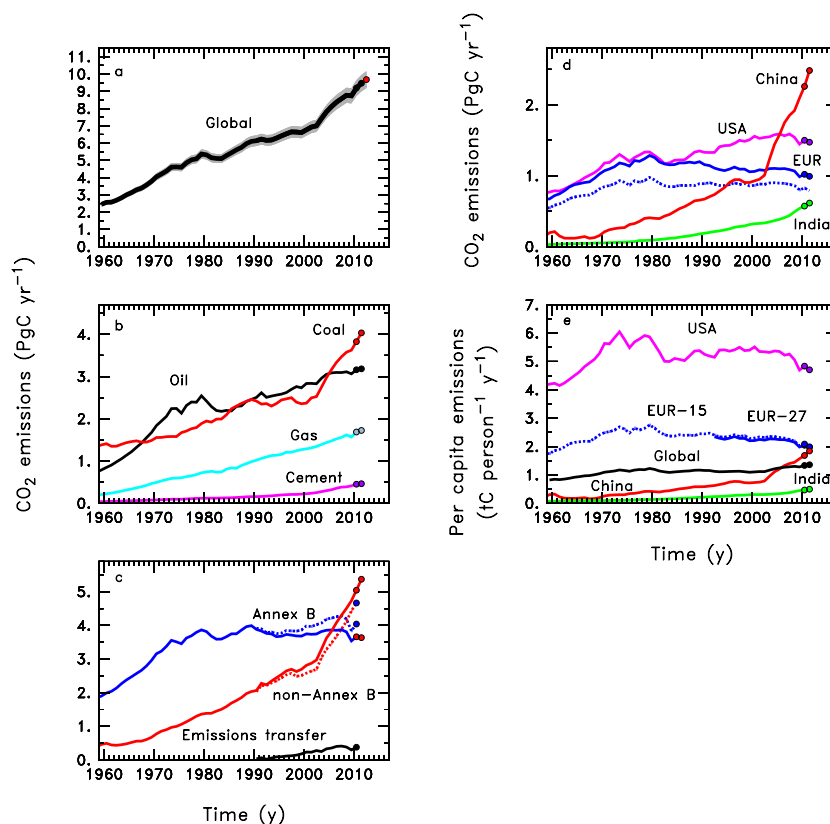 CO2 emissions (PgC yr−1)
a
Global
11.
10.
9.
8.
7.
6.
5.
4.
3.
2.
1.
0.
1960 1970 1980 1990 2000 2010
b
Coal
Oil
Gas
Cement
4.
3.
2.
1.
0.
1960 1970 1980 1990 2000 2010
c
Annex B
non−Annex B
Emissions transfer
5.
4.
3.
2.
1.
0.
1960 1970 1980 1990 2000 2010
Time (y)
CO2 emissions (PgC yr−1)
d
China
USA
EUR
India
2.
1.
0.
1960 1970 1980 1990 2000 2010
Per capita emissions
(tC person−1 y−1)
e
USA
EUR−15
EUR−27
Global
China
India
7.
6.
5.
4.
3.
2.
1.
0.
1960 1970 1980 1990 2000 2010
Time (y)